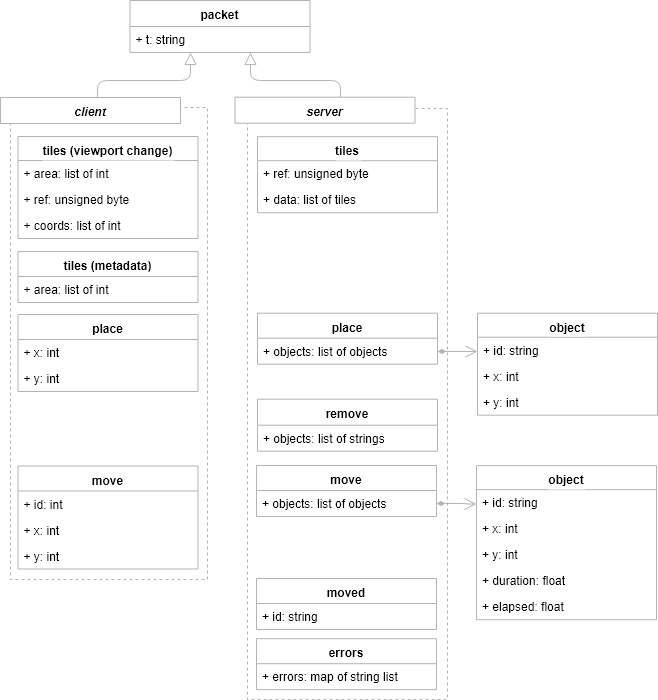 packet
+ t: string
client
tiles (viewport change)
+ area: list of int
+ ref: unsigned byte
+ coords: list of int
tiles (metadata)
+ area: list of int
place
+ x: int
+ y: int
move
+ id: int
+ x: int
+ y: int
server
tiles
+ ref: unsigned byte
+ data: list of tiles
place
+ objects: list of objects
object
+ id: string
+ x: int
+ y: int
remove
+ objects: list of strings
move
+ objects: list of objects
object
+ id: string
+ x: int
+ y: int
+ duration: float
+ elapsed: float
moved
+ id: string
errors
+ errors: map of string list